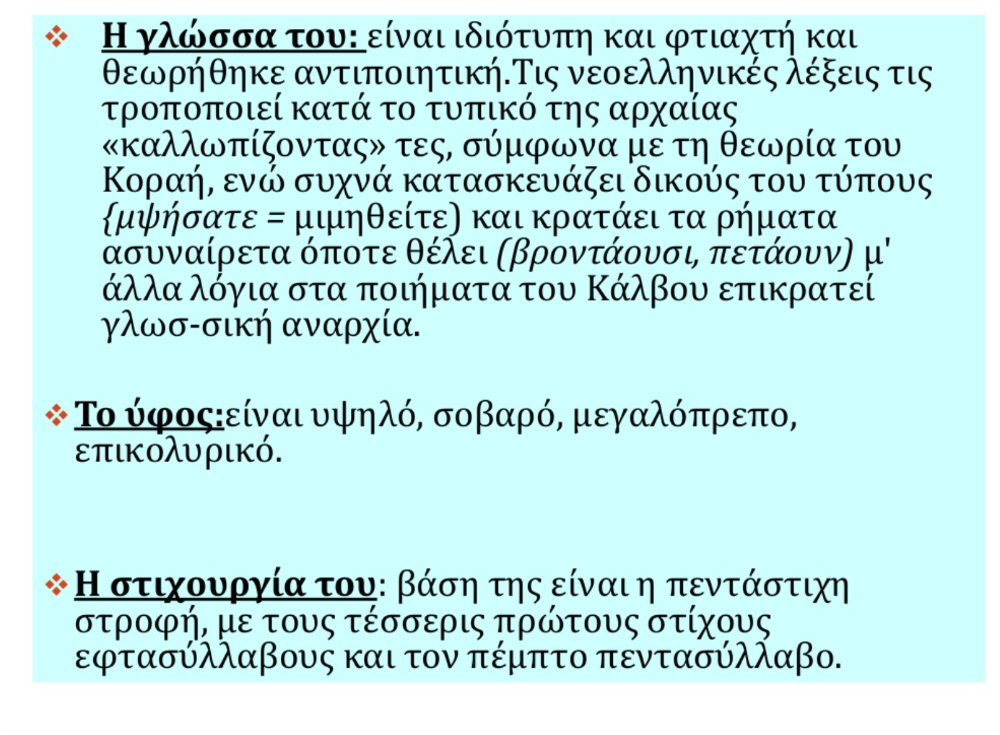 Η γλώσσα του: είναι ιδιότυπη και φτιαχτή και
θεωρήθηκε αντιποιητική.Τις νεοελληνικές λέξεις τις
τροποποιεί κατά το τυπικό της αρχαίας
«καλλωπίζοντας» τες, σύμφωνα με τη θεωρία του
Κοραή, ενώ συχνά κατασκευάζει δικούς του τύπους
{μψήσατε = μιμηθείτε) και κρατάει τα ρήματα
ασυναίρετα όποτε θέλει (βροντάουσι, πετάουν) μ'
άλλα λόγια στα ποιήματα του Κάλβου επικρατεί
γλωσ-σική αναρχία.
Το ύφος:είναι υψηλό, σοβαρό, μεγαλόπρεπο,
επικολυρικό.
Η στιχουργία του: βάση της είναι η πεντάστιχη
στροφή, με τους τέσσερις πρώτους στίχους
εφτασύλλαβους και τον πέμπτο πεντασύλλαβο.